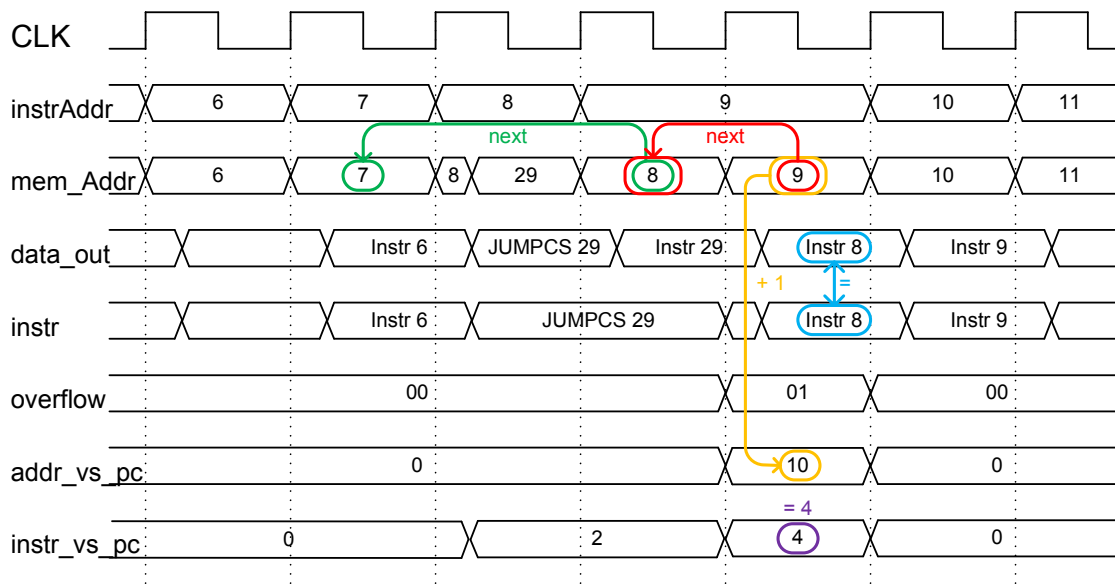 CLK
instrAddr 6 7 8 9 10 11
next next
mem_Addr 6 7 8 29 8 9 10 11
data_out Instr 6 JUMPCS 29 Instr 29 Instr 8 Instr 9
+ 1 =
instr Instr 6 JUMPCS 29 Instr 8 Instr 9
overflow 00 01 00
addr_vs_pc 0 10 0
= 4
instr_vs_pc 0 2 4 0